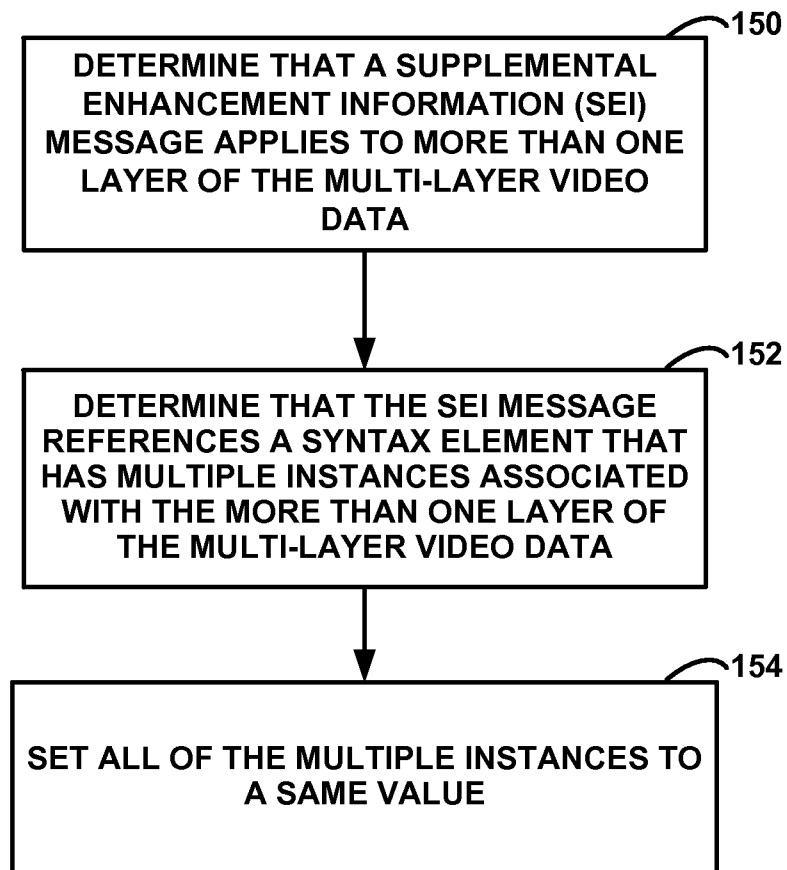 150
DETERMINE THAT A SUPPLEMENTAL
ENHANCEMENT INFORMATION (SEI)
MESSAGE APPLIES TO MORE THAN ONE
LAYER OF THE MULTI-LAYER VIDEO
DATA
152
DETERMINE THAT THE SEI MESSAGE
REFERENCES A SYNTAX ELEMENT THAT
HAS MULTIPLE INSTANCES ASSOCIATED
WITH THE MORE THAN ONE LAYER OF
THE MULTI-LAYER VIDEO DATA
154
SET ALL OF THE MULTIPLE INSTANCES TO
A SAME VALUE